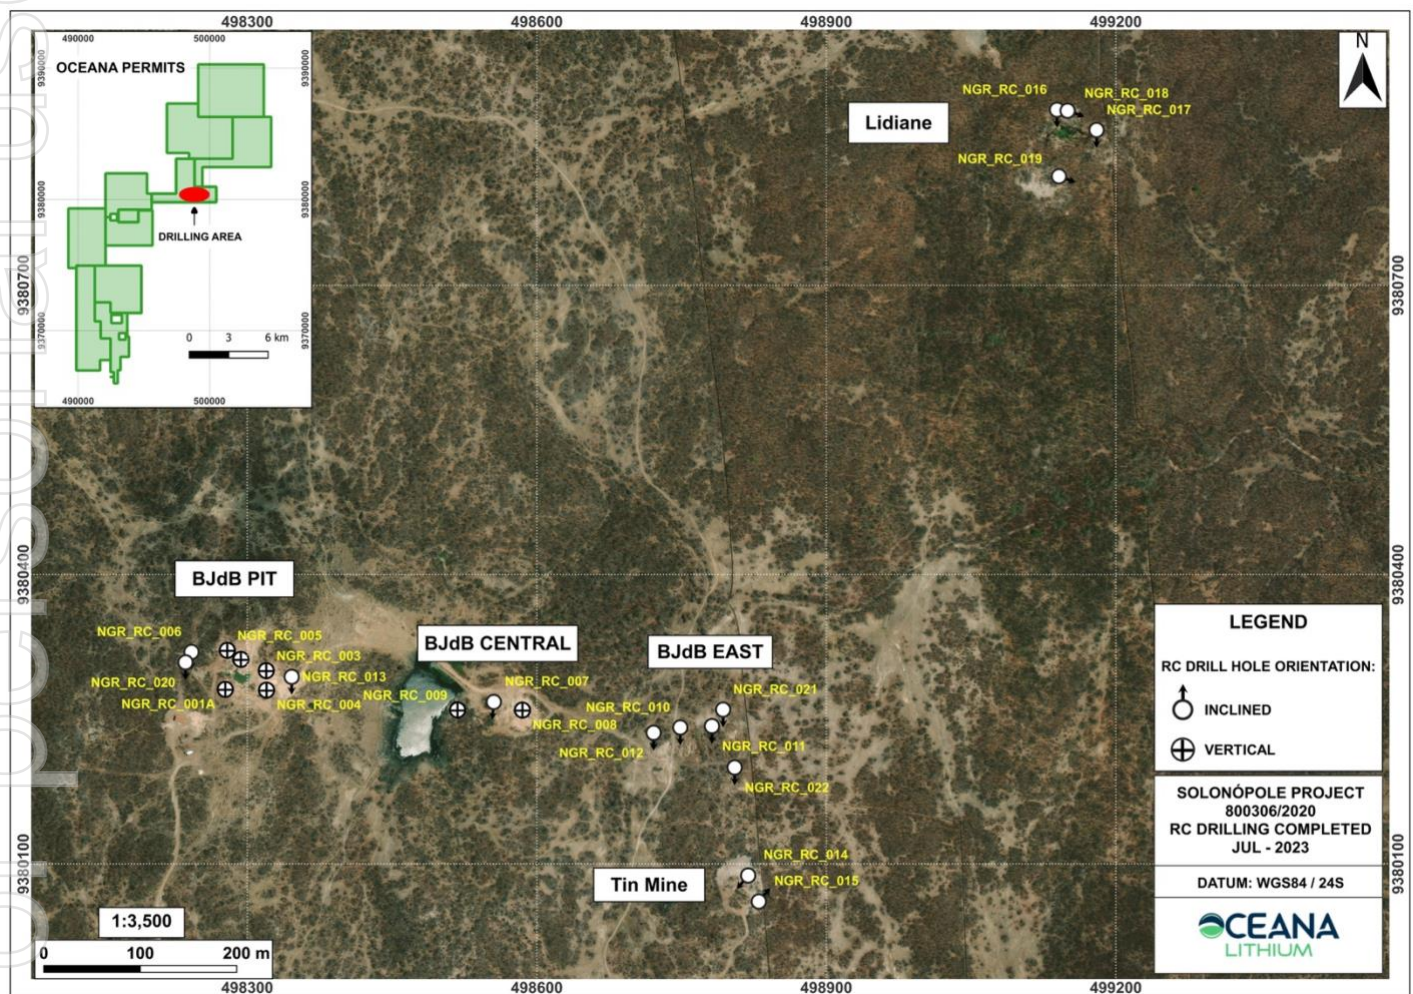 498300
498600
498900
499200
490000
500000
OCEANA PERMITS
9390000
9390000
9380000
9380000
9370000
9370000
DRILLING AREA
0 3 6 km
490000
500000
N
Lidiane
NGR_RC_016
NGR_RC_018
NGR_RC_017
NGR_RC_019
9380700
9380700
9380400
9380400
BJdB PIT
NGR_RC_006
NGR_RC_005
NGR_RC_003
NGR_RC_020
NGR_RC_013
NGR_RC_001A
NGR_RC_004
BJdB CENTRAL
NGR_RC_009
NGR_RC_007
NGR_RC_008
BJdB EAST
NGR_RC_021
NGR_RC_010
NGR_RC_012
NGR_RC_011
NGR_RC_022
Tin Mine
NGR_RC_014
NGR_RC_015
9380100
9380100
LEGEND
RC DRILL HOLE ORIENTATION:
INCLINED
VERTICAL
SOLONÓPOLE PROJECT
800306/2020
RC DRILLING COMPLETED
JUL - 2023
DATUM: WGS84 / 24S
OCEANA
LITHIUM
1:3,500
0 100 200 m
498300
498600
498900
499200